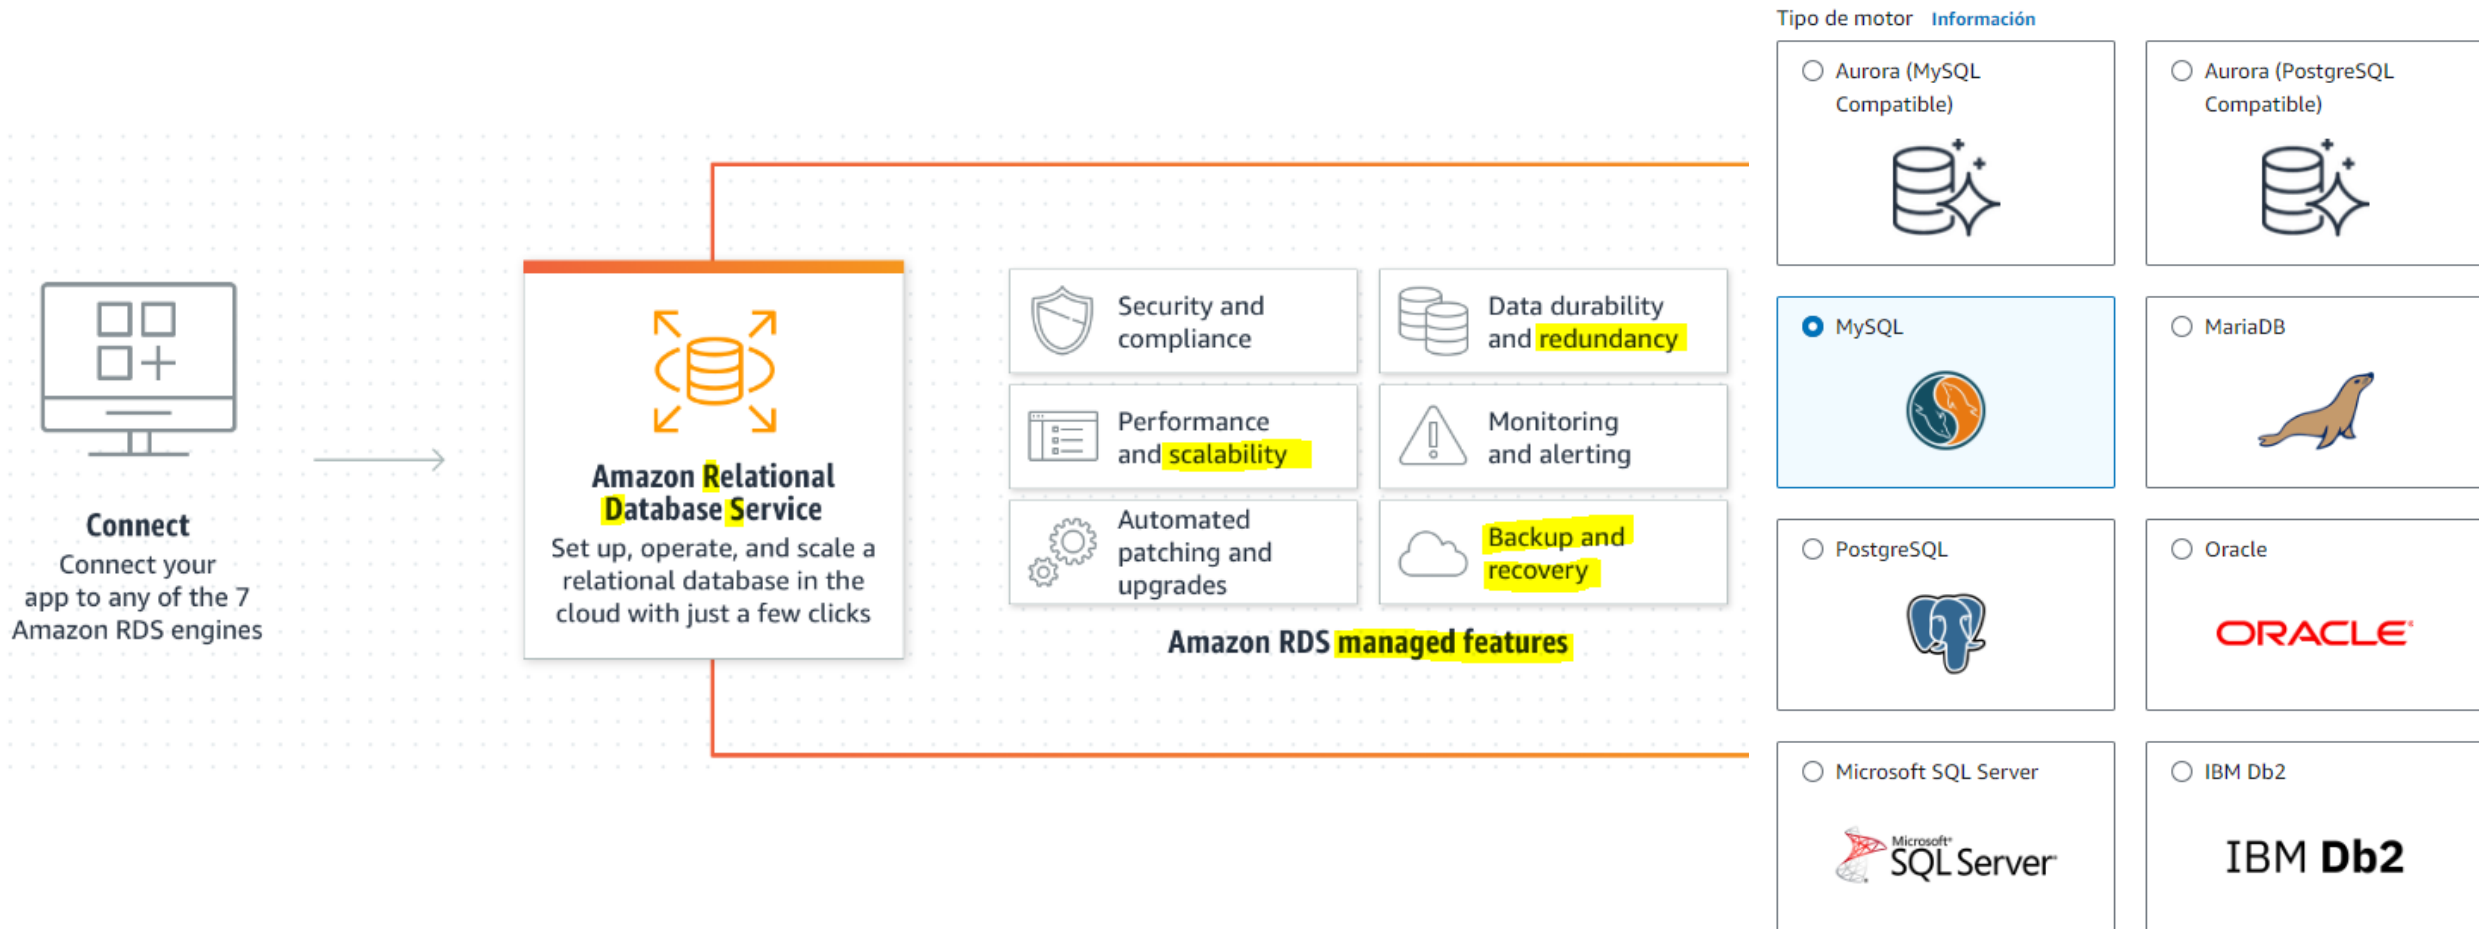 Connect
Connect your
app to any of the 7
Amazon RDS engines
Amazon Relational
Database Service
Set up, operate, and scale a
relational database in the
cloud with just a few clicks
Security and
compliance
Data durability
and redundancy
Performance
and scalability
Monitoring
and alerting
Automated
patching and
upgrades
Backup and
recovery
Amazon RDS managed features
Tipo de motor Información
Aurora (MySQL
Compatible)
Aurora (PostgreSQL
Compatible)
MySQL
MariaDB
PostgreSQL
Oracle
ORACLE
Microsoft SQL Server
Microsoft
SQL Server
IBM Db2
IBM Db2